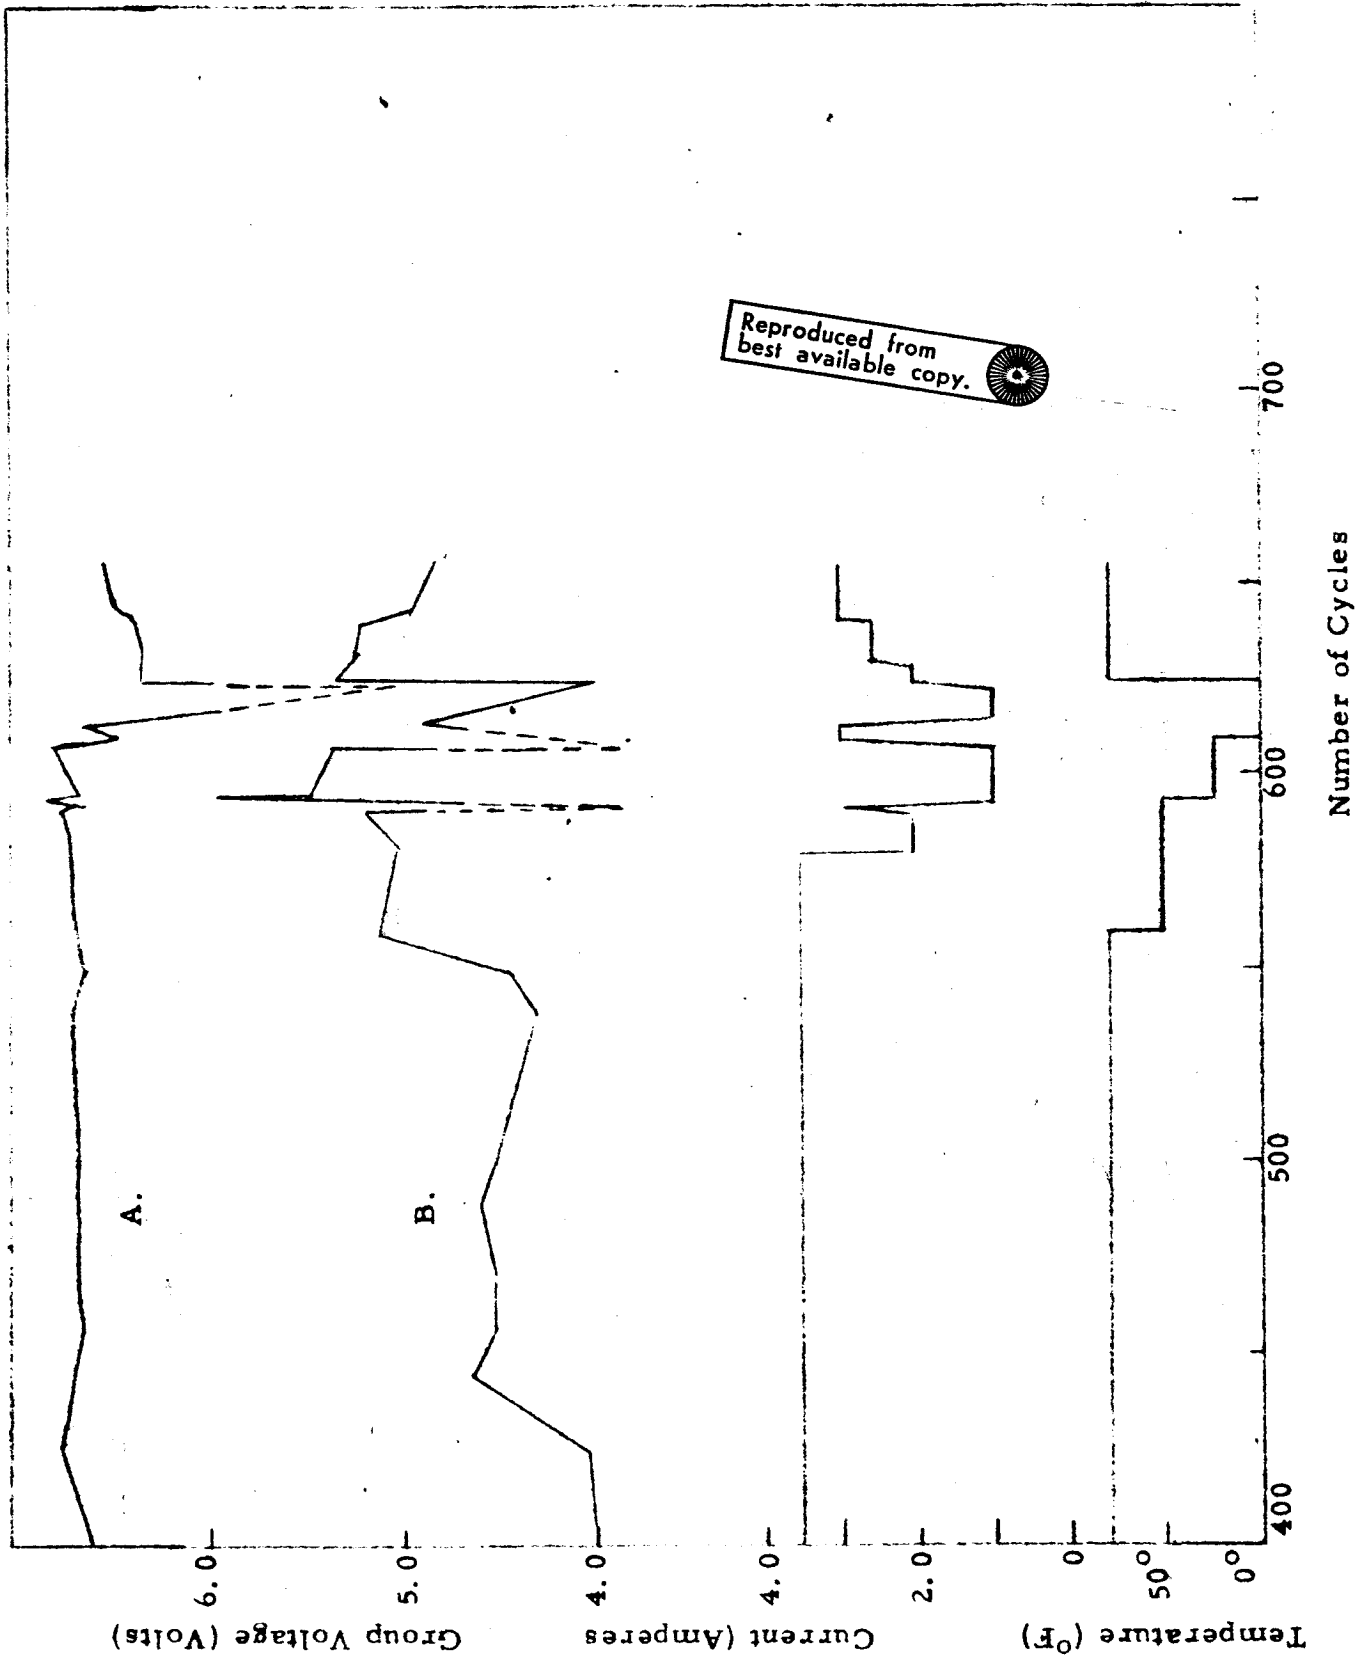 A.
B.
Reproduced from
best available copy.
Group Voltage (Volts)
6.0
5.0
4.0
Current (Amperes
4.0
2.0
0
Temperature (°F)
50°
0°
400
500
600
700
Number of Cycles